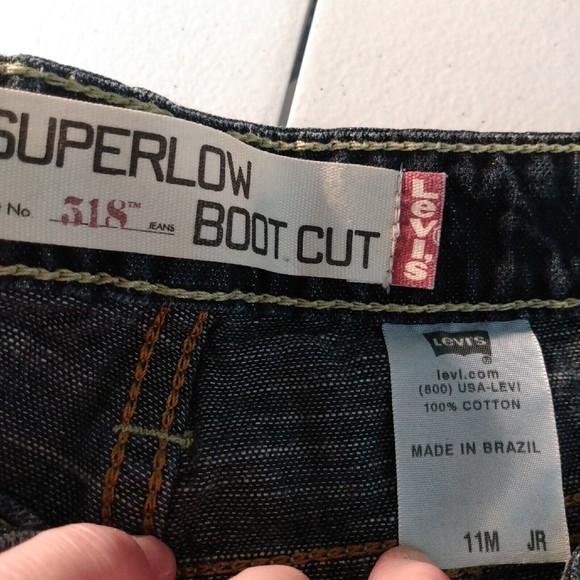 SUPERLOW
No. 518™ JEANS
BOOT CUT
Levi's
Levi's ®
levi.com
(800) USA-LEVI
100% COTTON
MADE IN BRAZIL
11M JR